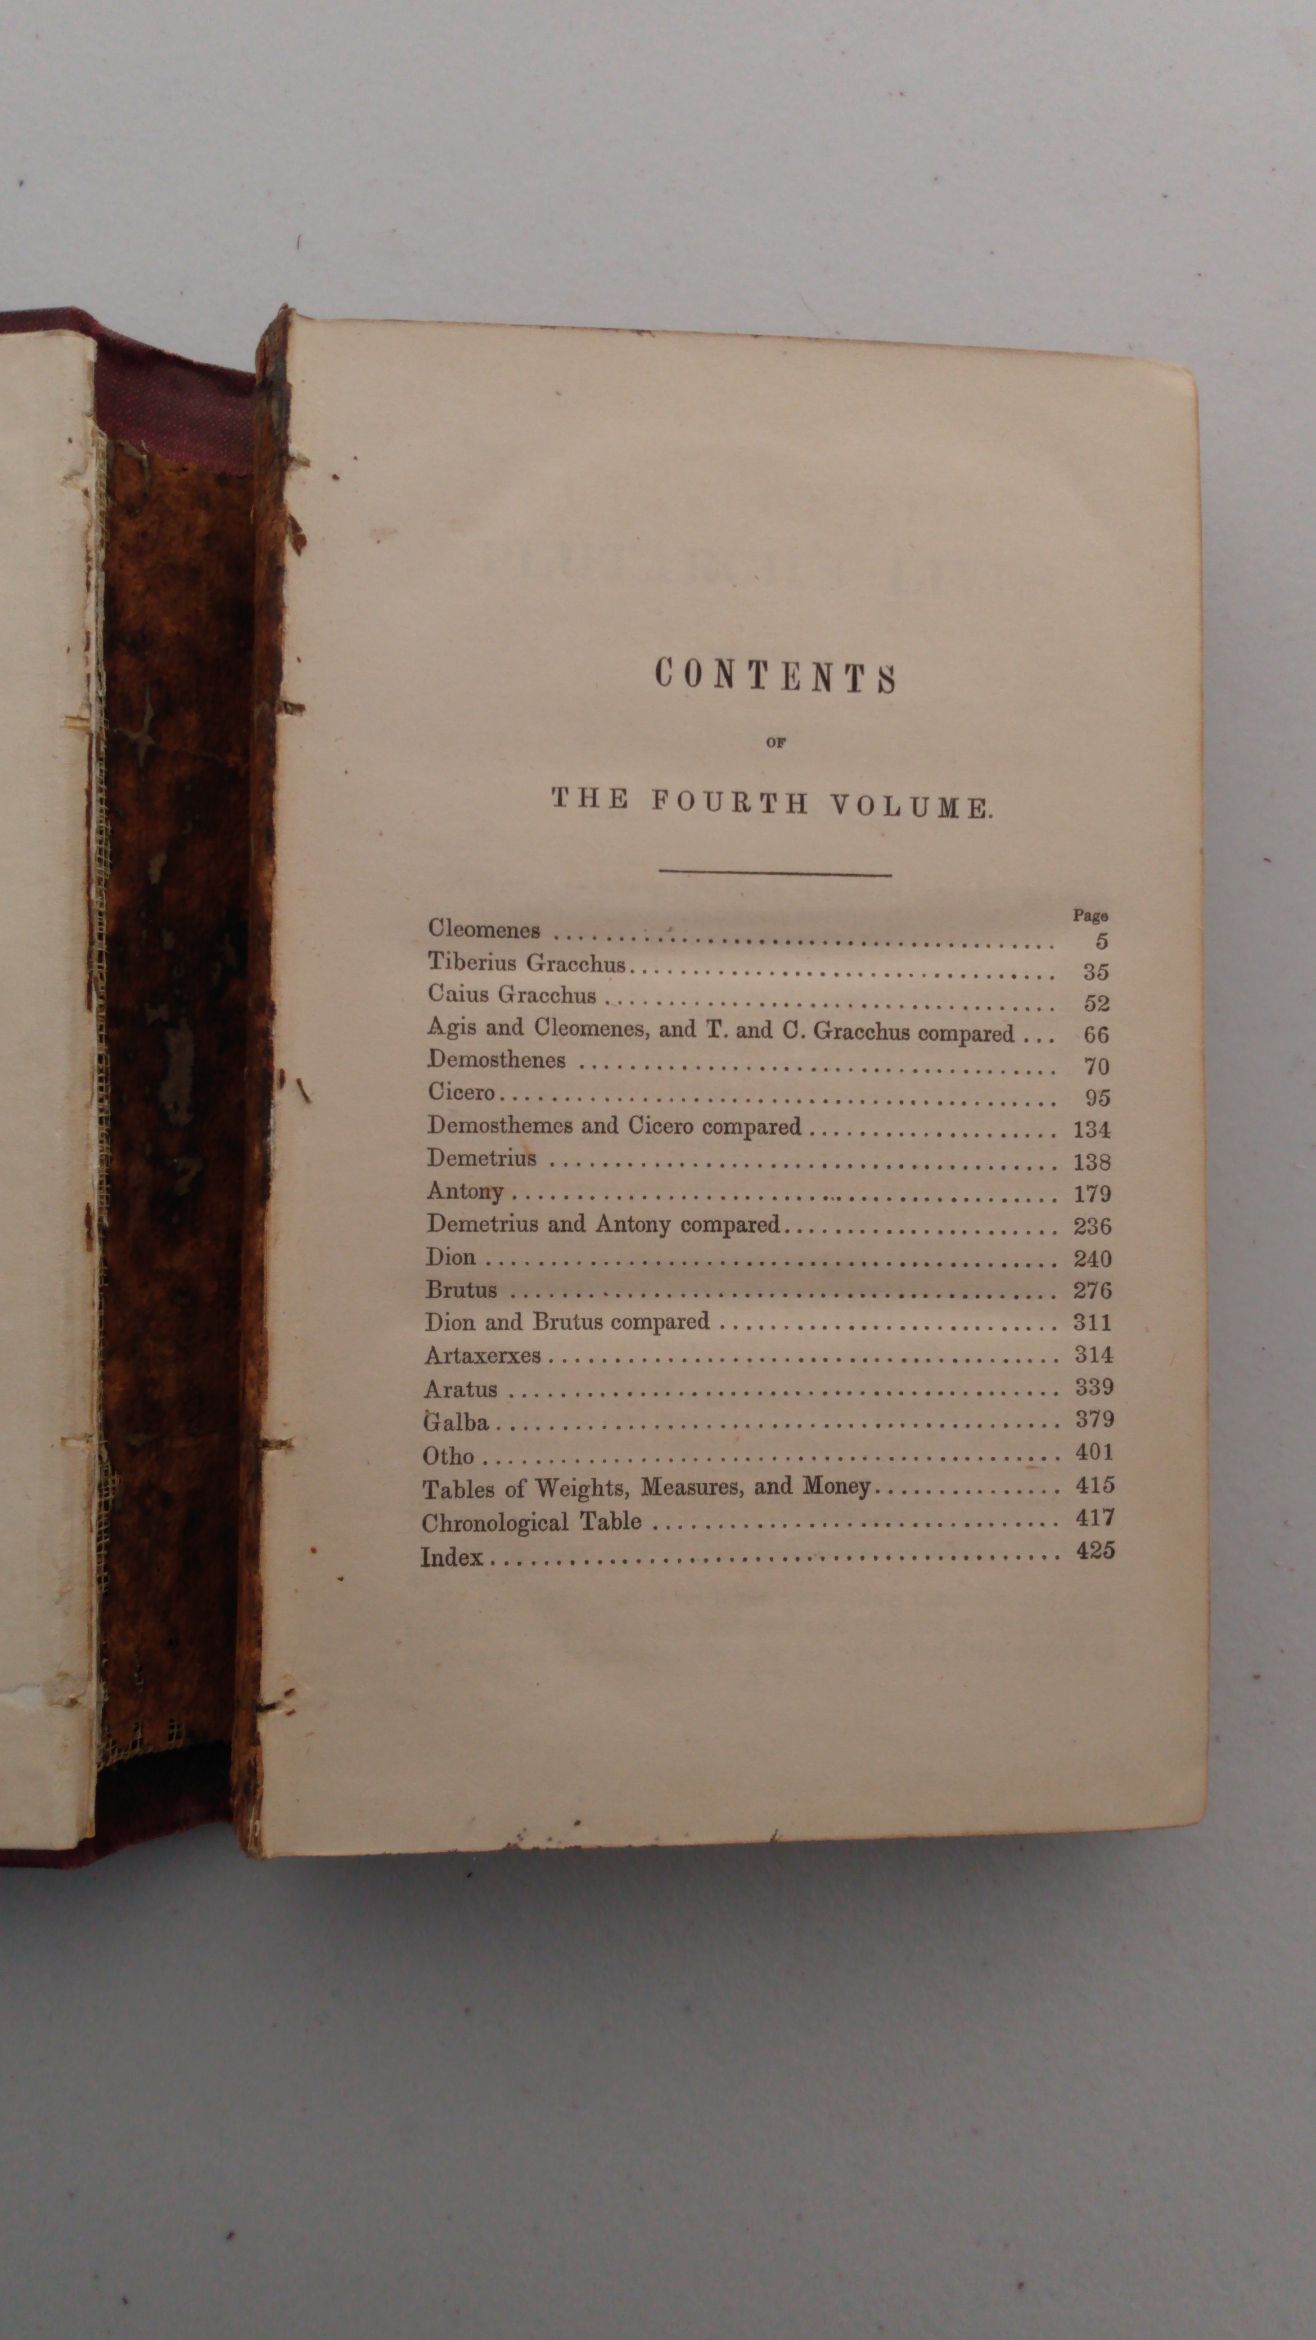 CONTENTS
OF
THE FOURTH VOLUME.
Page
Cleomenes ........................................ 5
Tiberius Gracchus.................................. 35
Caius Gracchus .................................... 52
Agis and Cleomenes, and T. and C. Gracchus compared ... 66
Demosthenes ...................................... 70
Cicero............................................. 95
Demosthemes and Cicero compared .................... 134
Demetrius ......................................... 138
Antony............................................ 179
Demetrius and Antony compared...................... 236
Dion .............................................. 240
Brutus ............................................ 276
Dion and Brutus compared ........................... 311
Artaxerxes......................................... 314
Aratus ............................................ 339
Galba............................................. 379
Otho .............................................. 401
Tables of Weights, Measures, and Money............... 415
Chronological Table ................................ 417
Index.............................................. 425